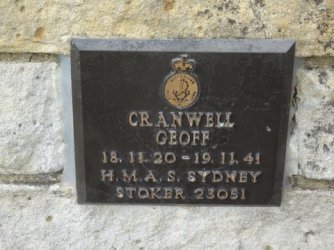 CRANWELL
GEOFF
18.11.20 - 19.11.41
H.M.A.S. SYDNEY
STOKER 23051